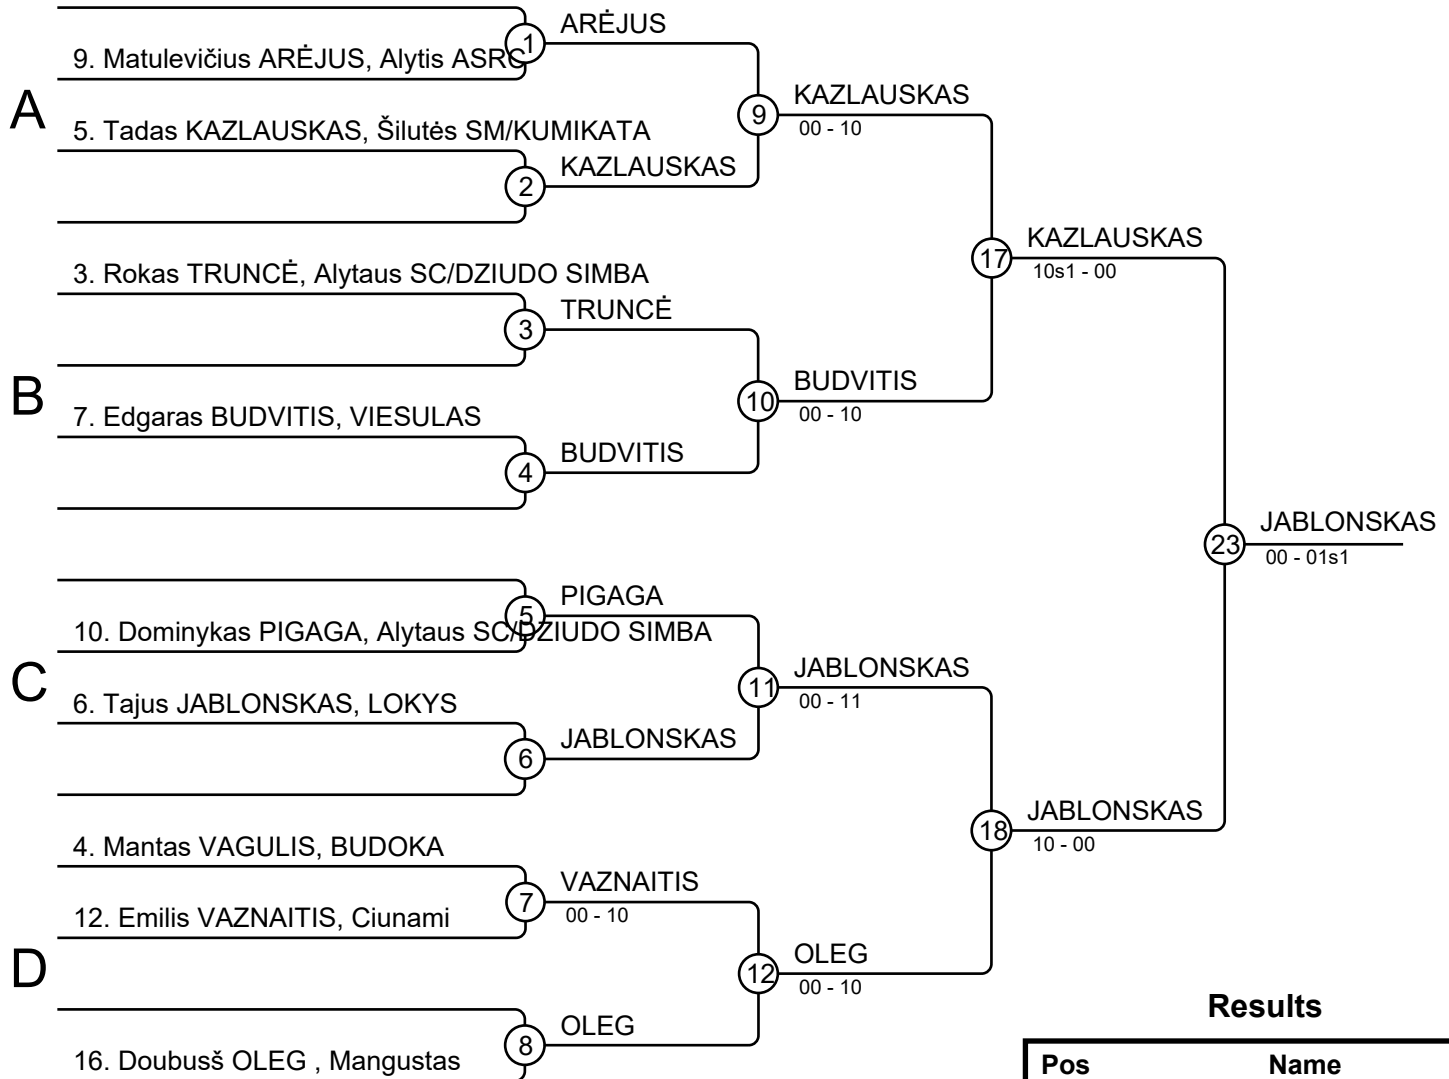 ARĖJUS
1
9. Matulevičius ARĖJUS, Alytis ASRC
A
KAZLAUSKAS
9
00 - 10
5. Tadas KAZLAUSKAS, Šilutės SM/KUMIKATA
KAZLAUSKAS
2
KAZLAUSKAS
17
10s1 - 00
3. Rokas TRUNCĖ, Alytaus SC/DZIUDO SIMBA
TRUNCĖ
3
B
BUDVITIS
10
00 - 10
7. Edgaras BUDVITIS, VIESULAS
BUDVITIS
4
JABLONSKAS
23
00 - 01s1
PIGAGA
5
10. Dominykas PIGAGA, Alytaus SC/DZIUDO SIMBA
C
JABLONSKAS
11
00 - 11
6. Tajus JABLONSKAS, LOKYS
JABLONSKAS
6
JABLONSKAS
18
10 - 00
4. Mantas VAGULIS, BUDOKA
VAZNAITIS
7
00 - 10
12. Emilis VAZNAITIS, Ciunami
D
OLEG
12
00 - 10
OLEG
8
16. Doubusš OLEG , Mangustas
Results
Pos Name